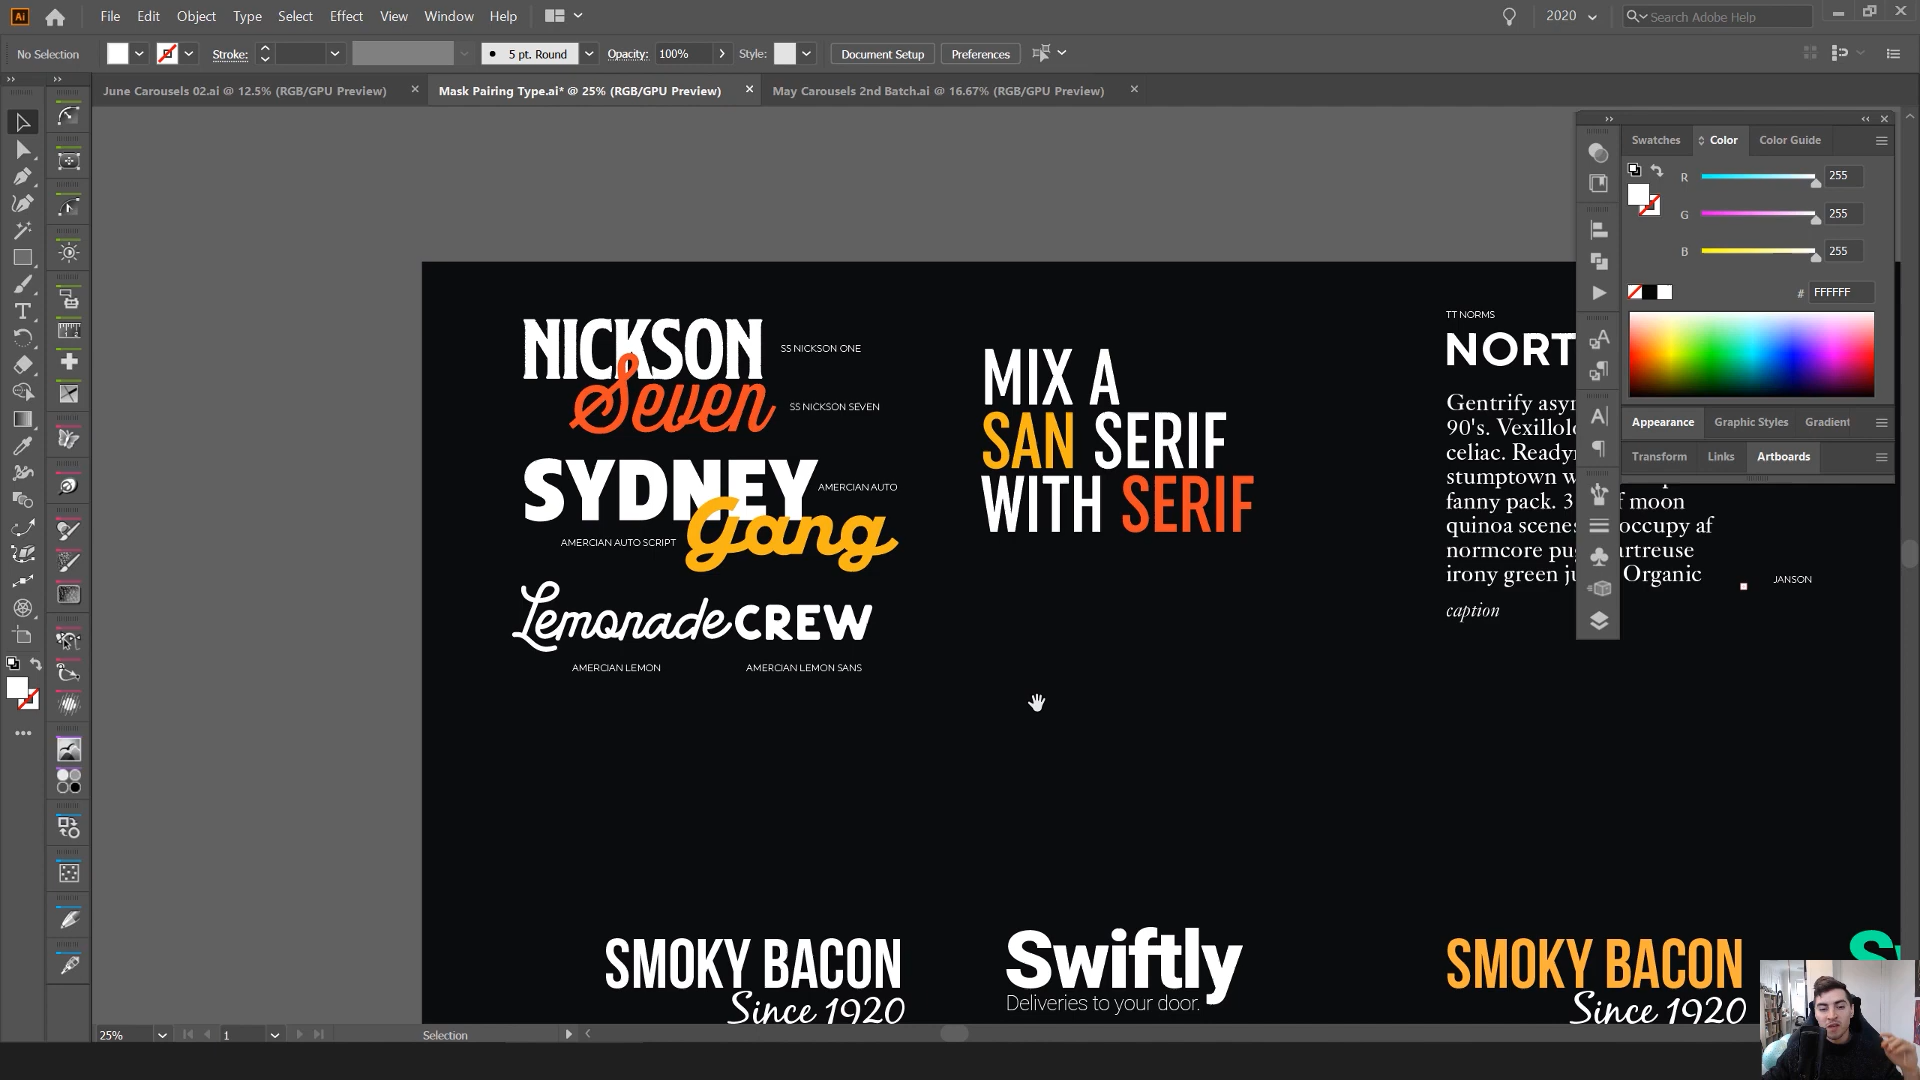 Ai File Edit Object Type Select Effect View Window Help 2020 Search Adobe Help
No Selection Stroke: 5 pt. Round Opacity: 100% Style: Document Setup Preferences
June Carousels 02.ai @ 12.5% (RGB/GPU Preview) Mask Pairing Type.ai* @ 25% (RGB/GPU Preview) May Carousels 2nd Batch.ai @ 16.67% (RGB/GPU Preview)
Swatches Color Color Guide
R 255
G 255
B 255
# FFFFFF
Appearance Graphic Styles Gradient
Transform Links Artboards
NICKSON
SS NICKSON ONE
Seven
SS NICKSON SEVEN
SYDNEY
AMERCIAN AUTO
Gang
AMERCIAN AUTO SCRIPT
Lemonade CREW
AMERCIAN LEMON AMERCIAN LEMON SANS
MIX A
SAN SERIF
WITH SERIF
TT NORMS
NORT
Gentrify asyr
90's. Vexillolo
celiac. Ready
stumptown w
fanny pack. 3 f moon
quinoa scenes occupy af
normcore pu artreuse
irony green ju Organic
JANSON
caption
SMOKY BACON
Since 1920
Swiftly
Deliveries to your door.
SMOKY BACON
Since 1920
Sw
25% 1 Selection